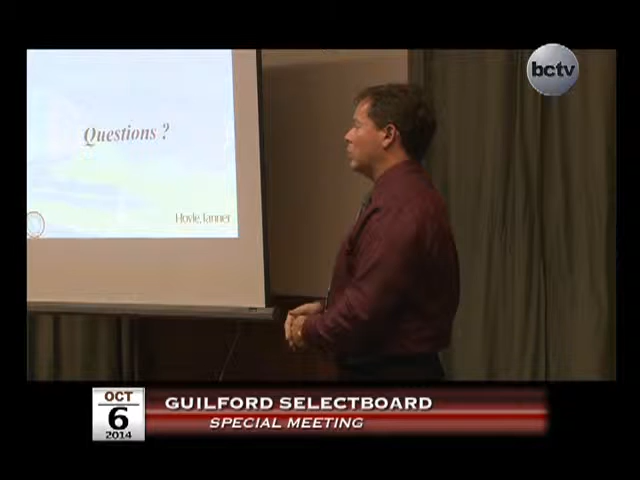 bctv
Questions ?
Hoyle, Tanner
OCT
6
2014
GUILFORD SELECTBOARD
SPECIAL MEETING